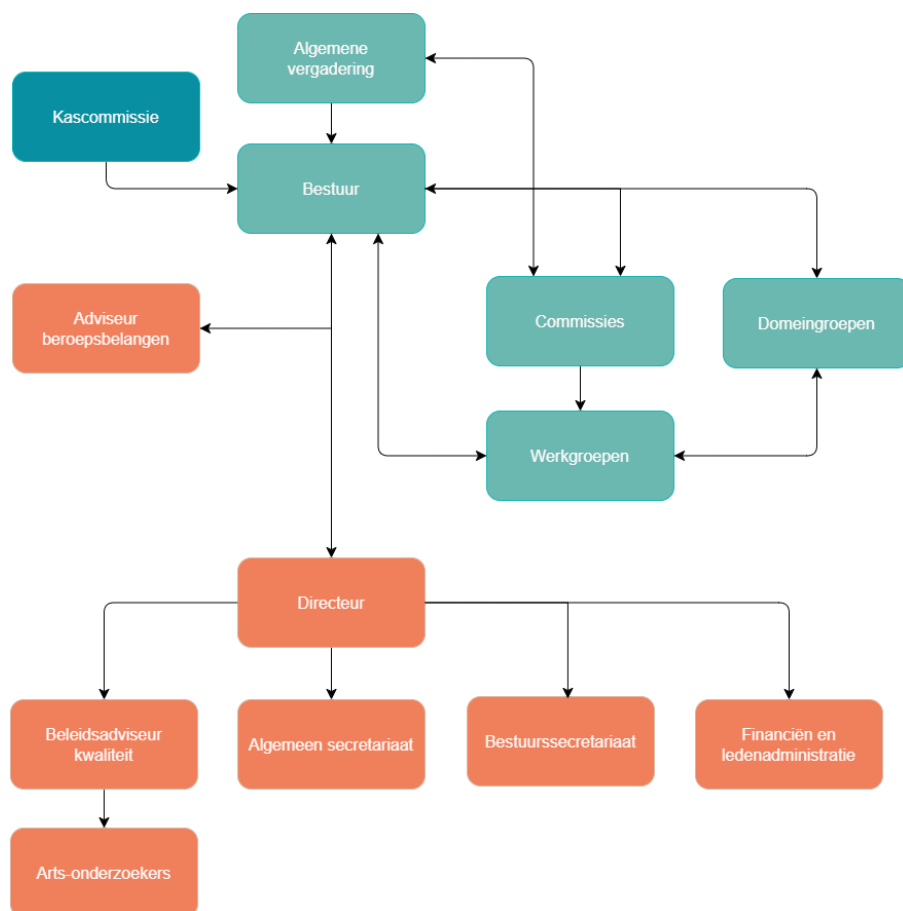 Algemene
vergadering
Kascommissie
Bestuur
Adviseur
beroepsbelangen
Commissies
Domeingroepen
Werkgroepen
Directeur
Beleidsadviseur
kwaliteit
Algemeen secretariaat
Bestuurssecretariaat
Financiën en
ledenadministratie
Arts-onderzoekers